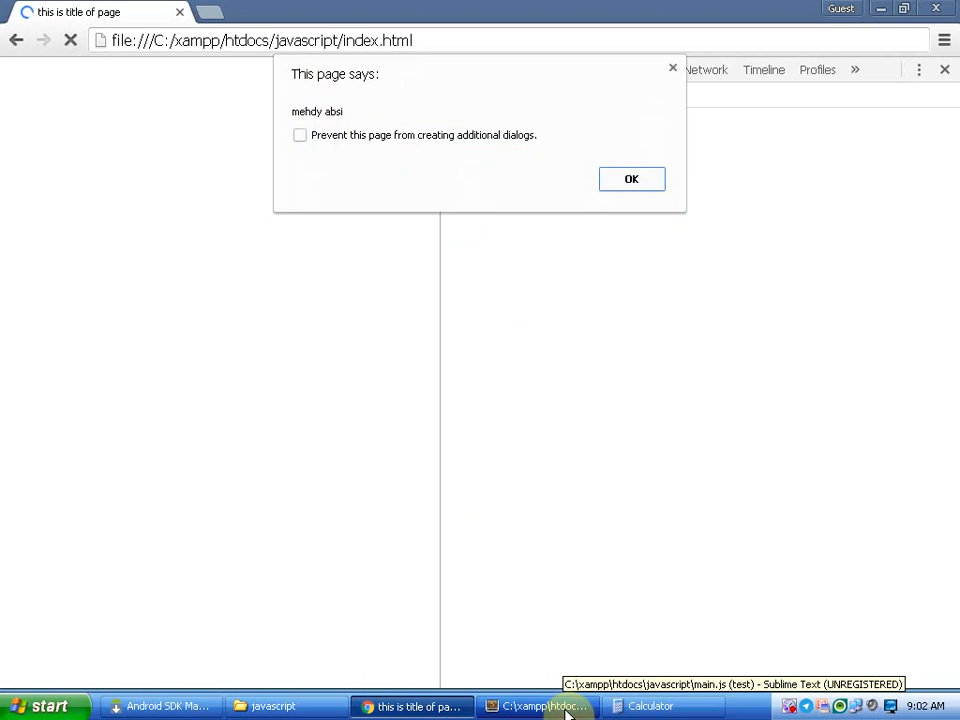 this is title of page
Guest
file:///C:/xampp/htdocs/javascript/index.html
This page says:
Network Timeline Profiles »
mehdy absi
Prevent this page from creating additional dialogs.
OK
C:\xampp\htdocs\javascript\main.js (test) - Sublime Text (UNREGISTERED)
start
Android SDK Ma...
javascript
this is title of pa...
C:\xampp\htdoc...
Calculator
9:02 AM